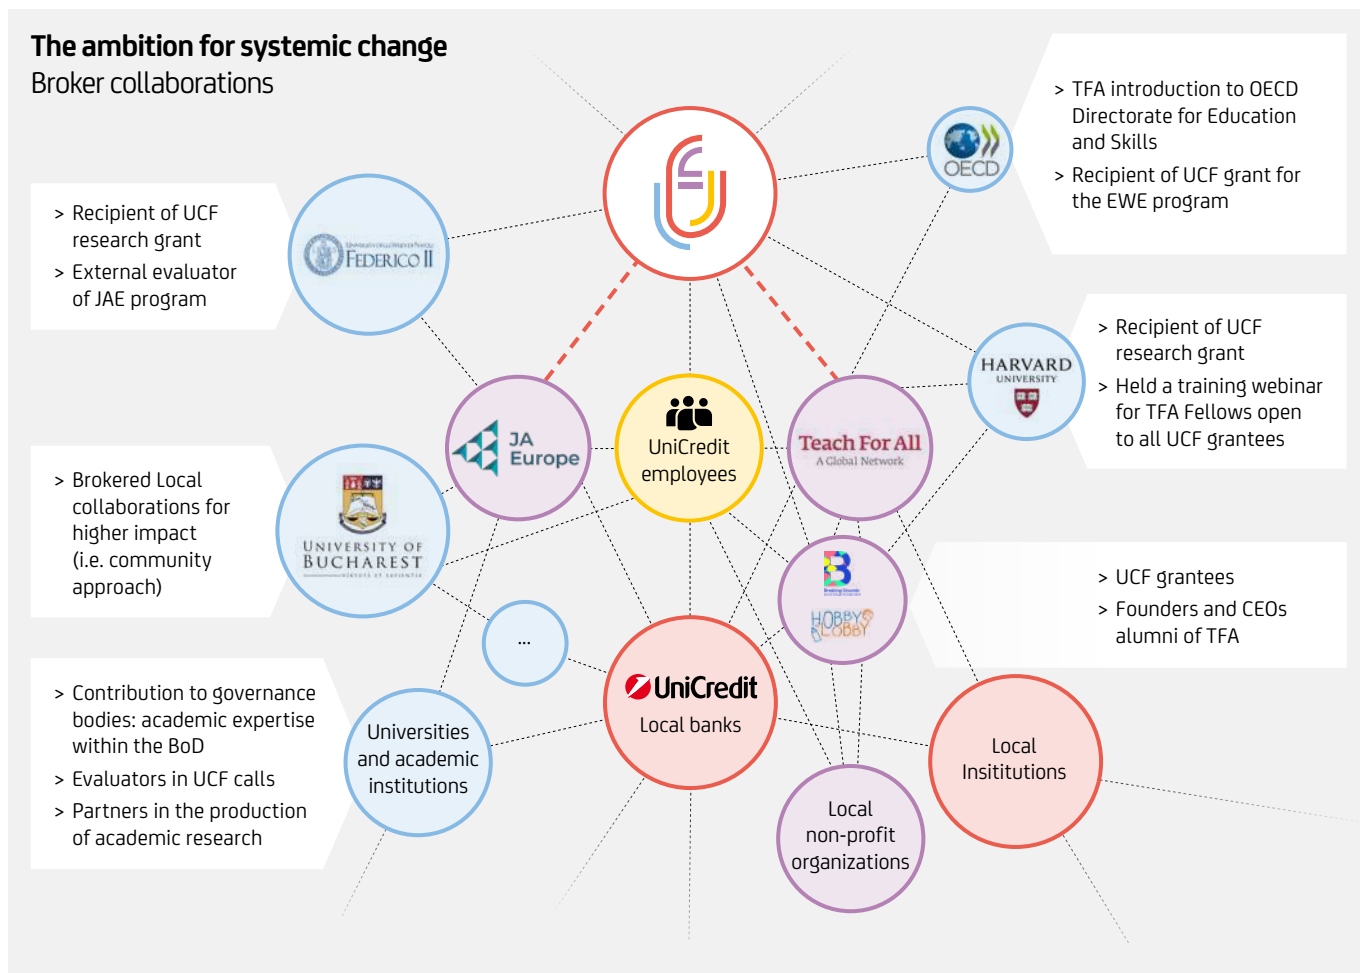 The ambition for systemic change
Broker collaborations
> TFA introduction to OECD
Directorate for Education
and Skills
> Recipient of UCF grant for
the EWE program
OECD
> Recipient of UCF
research grant
> External evaluator
of JAE program
FEDERICO II
> Recipient of UCF
research grant
> Held a training webinar
for TFA Fellows open
to all UCF grantees
HARVARD
UNIVERSITY
JA
Europe
UniCredit
employees
Teach For All
A Global Network
> Brokered Local
collaborations for
higher impact
(i.e. community
approach)
UNIVERSITY OF
BUCHAREST
VIRTUTE ET SAPIENTIA
B
Breaking Grounds
HOBBY
LOBBY
> UCF grantees
> Founders and CEOs
alumni of TFA
...
> Contribution to governance
bodies: academic expertise
within the BoD
> Evaluators in UCF calls
> Partners in the production
of academic research
Universities
and academic
institutions
UniCredit
Local banks
Local
Insititutions
Local
non-profit
organizations